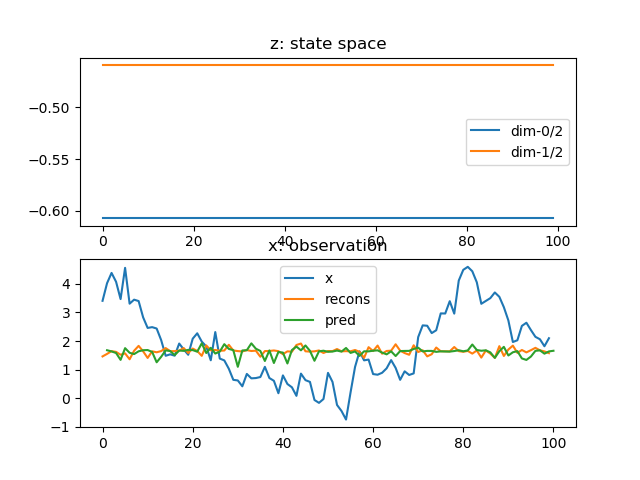 z: state space
−0.50
−0.55
−0.60
dim-0/2
dim-1/2
0 20 40 60 80 100
x: observation
4
3
2
1
0
−1
x
recons
pred
0 20 40 60 80 100